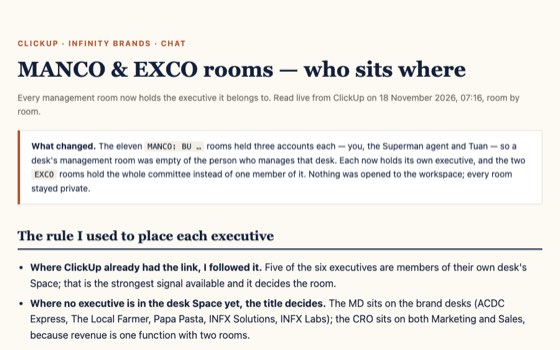 CLICKUP · INFINITY BRANDS · CHAT
MANCO & EXCO rooms — who sits where
Every management room now holds the executive it belongs to. Read live from ClickUp on 18 November 2026, 07:16, room by
room.
What changed. The eleven MANCO: BU … rooms held three accounts each — you, the Superman agent and Tuan — so a
desk's management room was empty of the person who manages that desk. Each now holds its own executive, and the two
EXCO rooms hold the whole committee instead of one member of it. Nothing was opened to the workspace; every room
stayed private.
The rule I used to place each executive
• Where ClickUp already had the link, I followed it. Five of the six executives are members of their own desk's
Space; that is the strongest signal available and it decides the room.
• Where no executive is in the desk Space yet, the title decides. The MD sits on the brand desks (ACDC
Express, The Local Farmer, Papa Pasta, INFX Solutions, INFX Labs); the CRO sits on both Marketing and Sales,
because revenue is one function with two rooms.